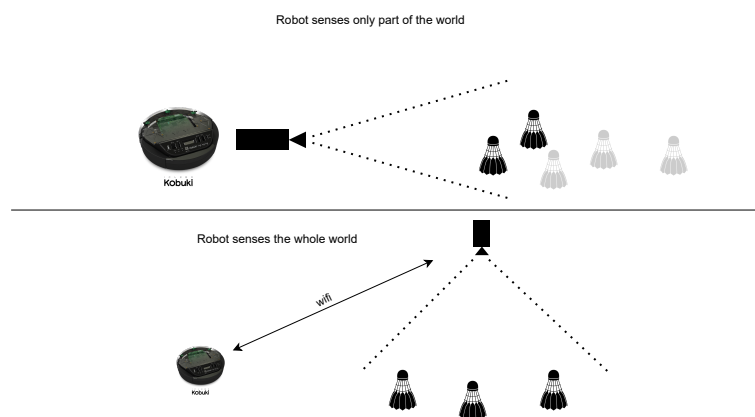 Robot senses only part of the world
Kobuki
Robot senses the whole world
wifi
Kobuki